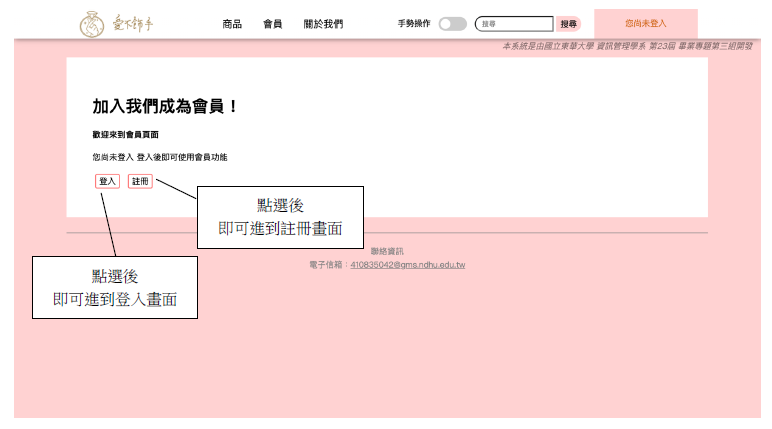 愛不飾手
商品 會員 關於我們 手勢操作 搜尋 搜尋 您尚未登入
本系統是由國立東華大學 資訊管理學系 第23屆 畢業專題第三組開發
加入我們成為會員！
歡迎來到會員頁面
您尚未登入 登入後即可使用會員功能
登入 註冊
點選後
即可進到註冊畫面
點選後
即可進到登入畫面
聯絡資訊
電子信箱：410835042@gms.ndhu.edu.tw